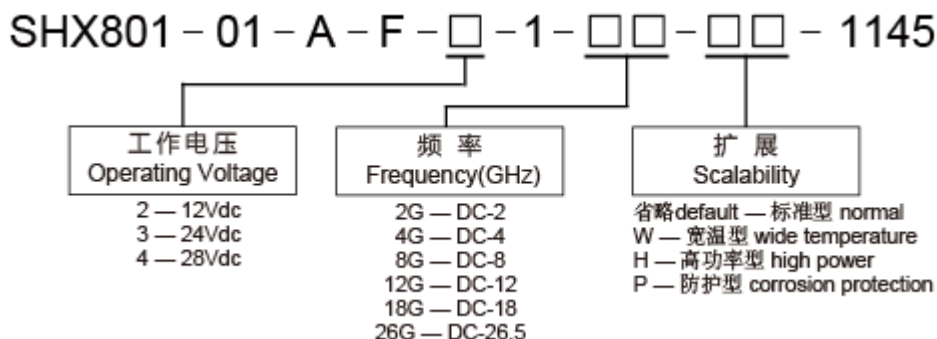 SHX801 - 01 - A - F - □ - 1 - □□ - □□ - 1145
工作电压
Operating Voltage
2 — 12Vdc
3 — 24Vdc
4 — 28Vdc
频 率
Frequency(GHz)
2G — DC-2
4G — DC-4
8G — DC-8
12G — DC-12
18G — DC-18
26G — DC-26.5
扩 展
Scalability
省略default — 标准型 normal
W — 宽温型 wide temperature
H — 高功率型 high power
P — 防护型 corrosion protection